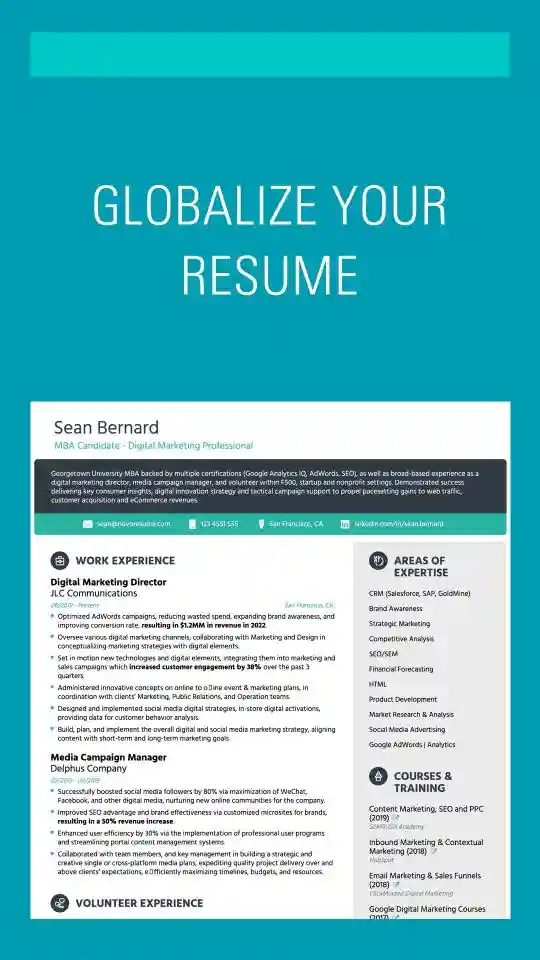 GLOBALIZE YOUR
RESUME
Sean Bernard
MBA Candidate - Digital Marketing Professional
Georgetown University MBA backed by multiple certifications (Google Analytics IQ, AdWords, SEO), as well as broad-based experience as a
digital marketing director, media campaign manager, and volunteer within F500, startup and nonprofit settings. Demonstrated success
delivering key consumer insights, digital innovation strategy and tactical campaign support to propel pacesetting gains to web traffic,
customer acquisition and eCommerce revenues.
sean@novoresume.com
123 4551 555
San Francisco, CA
linkedin.com/in/sean.bernard
WORK EXPERIENCE
Digital Marketing Director
JLC Communications
06/2019 - Present
San Francisco, CA
Optimized AdWords campaigns, reducing wasted spend, expanding brand awareness, and
improving conversion rate, resulting in $1.2MM in revenue in 2022.
Oversee various digital marketing channels, collaborating with Marketing and Design in
conceptualizing marketing strategies with digital elements.
Set in motion new technologies and digital elements, integrating them into marketing and
sales campaigns which increased customer engagement by 38% over the past 3
quarters.
Administered innovative concepts on online to o𝖿line event & marketing plans, in
coordination with clients' Marketing, Public Relations, and Operation teams.
Designed and implemented social media digital strategies, in-store digital activations,
providing data for customer behavior analysis.
Build, plan, and implement the overall digital and social media marketing strategy, aligning
content with short-term and long-marketing goals.
Media Campaign Manager
Delphus Company
Successfully boosted social media followers by 80% via maximization of WeChat,
Facebook, and other digital media, nurturing new online communities for the company.
Improved SEO advantage and brand effectiveness via customized microsites for brands,
resulting in a 50% revenue increase.
Enhanced user efficiency by 30% via the implementation of professional user programs
and streamlining portal content management systems.
Collaborated with team members, and key management in building a strategic and
creative single or cross-platform media plans, expediting quality project delivery over and
above clients' expectations, efficiently maximizing timelines, budgets, and resources.
VOLUNTEER EXPERIENCE
AREAS OF
EXPERTISE
CRM (Salesforce, SAP, GoldMine)
Brand Awareness
Strategic Marketing
Competitive Analysis
SEO/SEM
Financial Forecasting
HTML
Product Development
Market Research & Analysis
Social Media Advertising
Google AdWords | Analytics
COURSES &
TRAINING
Content Marketing, SEO and PPC
(2019)
SEMRUSH Academy
Inbound Marketing & Contextual
Marketing (2018)
HubSpot
Email Marketing & Sales Funnels
(2018)
LikeMinded Digital Marketing
Google Digital Marketing Courses
(2017)